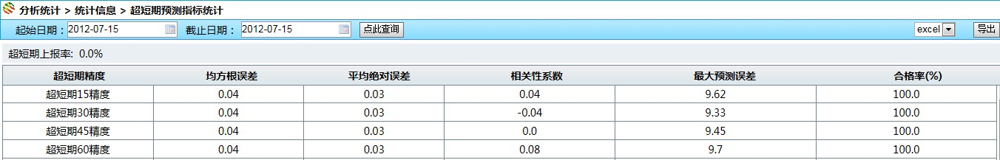 分析统计 > 统计信息 > 超短期预测指标统计
起始日期：2012-07-15 截止日期：2012-07-15 点此查询 excel 导出
超短期上报率: 0.0%
超短期精度 均方根误差 平均绝对误差 相关性系数 最大预测误差 合格率(%)
超短期15精度 0.04 0.03 0.04 9.62 100.0
超短期30精度 0.04 0.03 -0.04 9.33 100.0
超短期45精度 0.04 0.03 0.0 9.45 100.0
超短期60精度 0.04 0.03 0.08 9.7 100.0